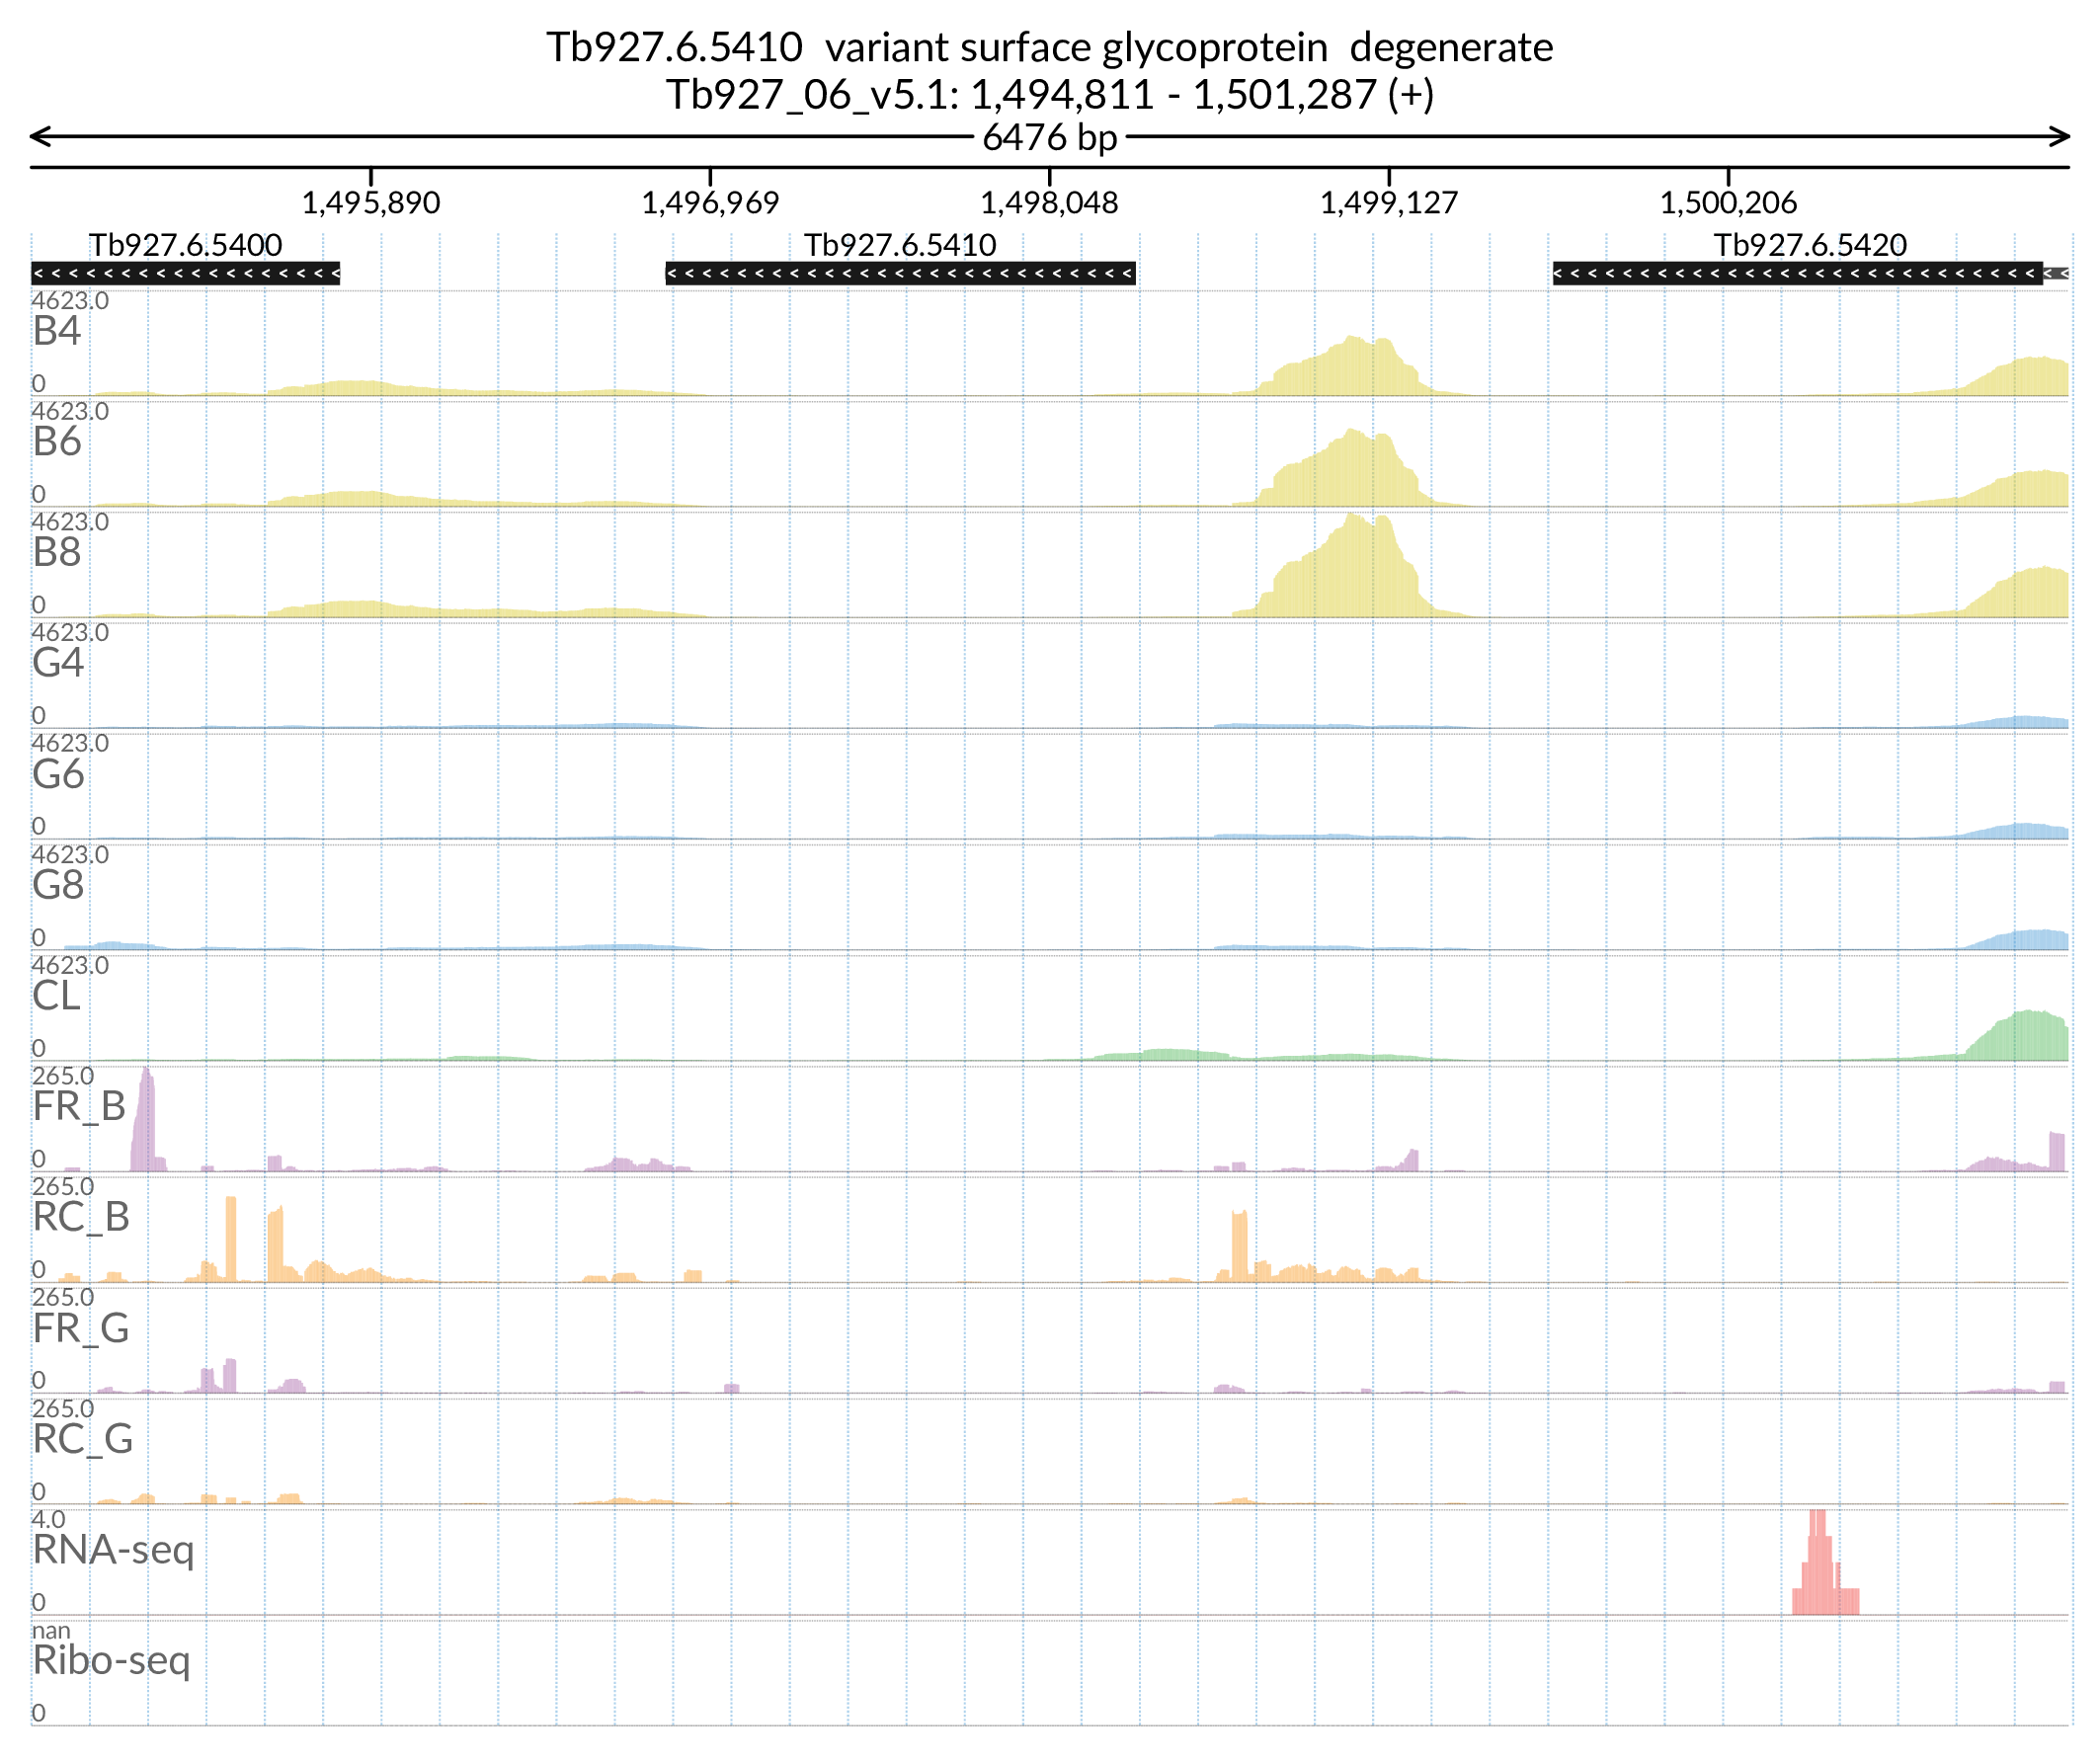 Tb927.6.5410 variant surface glycoprotein degenerate
Tb927_06_v5.1: 1,494,811 - 1,501,287 (+)
6476 bp
1,495,890 1,496,969 1,498,048 1,499,127 1,500,206
Tb927.6.5400 Tb927.6.5410 Tb927.6.5420
4623.0
B4
0
4623.0
B6
0
4623.0
B8
0
4623.0
G4
0
4623.0
G6
0
4623.0
G8
0
4623.0
CL
0
265.0
FR_B
0
265.0
RC_B
0
265.0
FR_G
0
265.0
RC_G
0
4.0
RNA-seq
0
nan
Ribo-seq
0